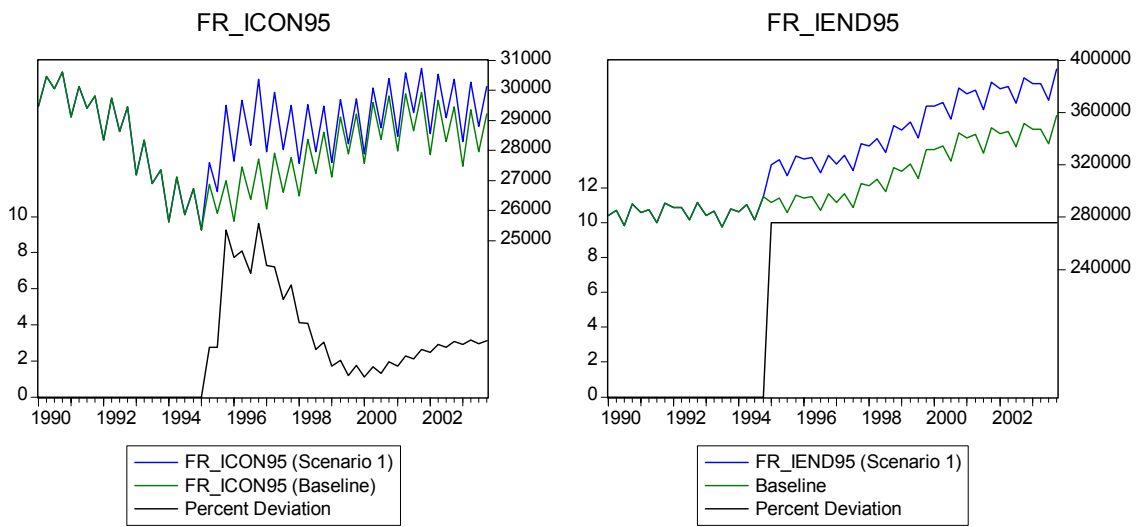 FR_ICON95
31000
30000
29000
28000
27000
26000
25000
10
8
6
4
2
0
1990 1992 1994 1996 1998 2000 2002
FR_ICON95 (Scenario 1)
FR_ICON95 (Baseline)
Percent Deviation
FR_IEND95
400000
360000
320000
280000
240000
12
10
8
6
4
2
0
1990 1992 1994 1996 1998 2000 2002
FR_IEND95 (Scenario 1)
Baseline
Percent Deviation